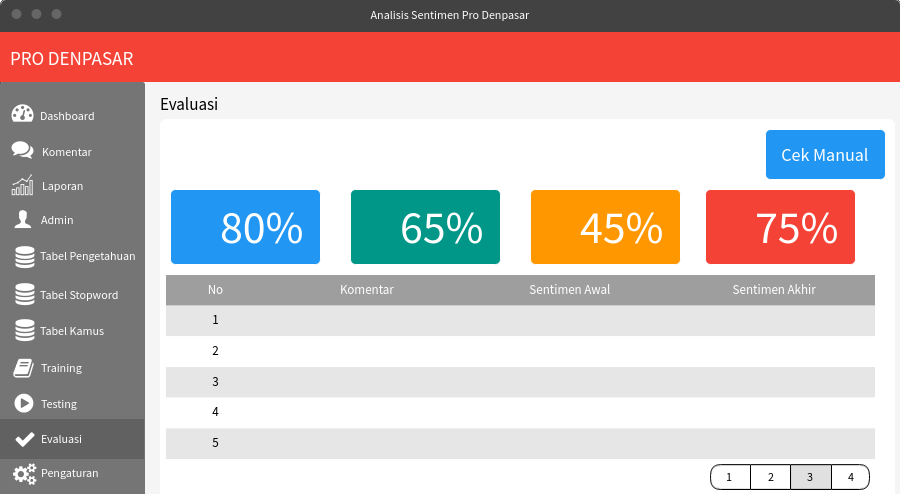 Analisis Sentimen Pro Denpasar
PRO DENPASAR
Dashboard
Komentar
Laporan
Admin
Tabel Pengetahuan
Tabel Stopword
Tabel Kamus
Training
Testing
Evaluasi
Pengaturan
Evaluasi
Cek Manual
80% 65% 45% 75%
No Komentar Sentimen Awal Sentimen Akhir
1
2
3
4
5
1 2 3 4